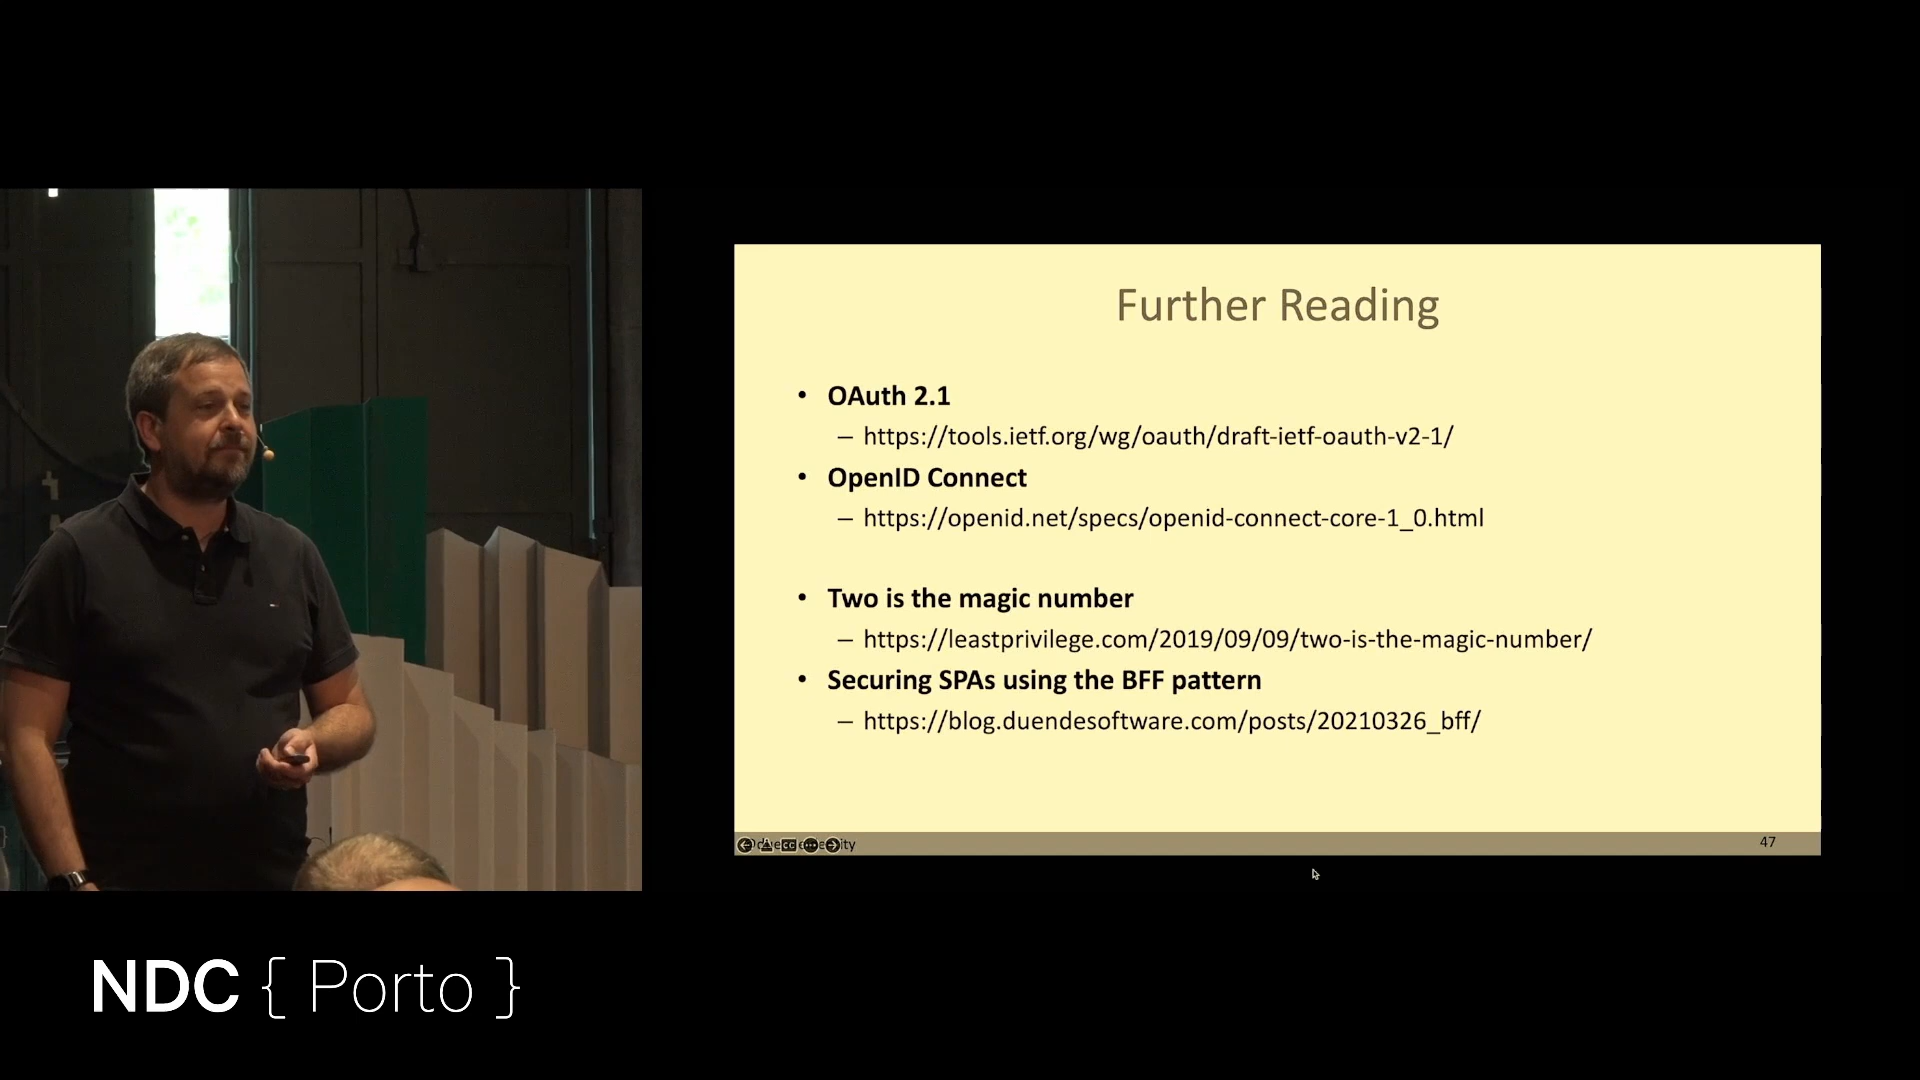 Further Reading
• OAuth 2.1
– https://tools.ietf.org/wg/oauth/draft-ietf-oauth-v2-1/
• OpenID Connect
– https://openid.net/specs/openid-connect-core-1_0.html
• Two is the magic number
– https://leastprivilege.com/2019/09/09/two-is-the-magic-number/
• Securing SPAs using the BFF pattern
– https://blog.duendesoftware.com/posts/20210326_bff/
47
NDC { Porto }